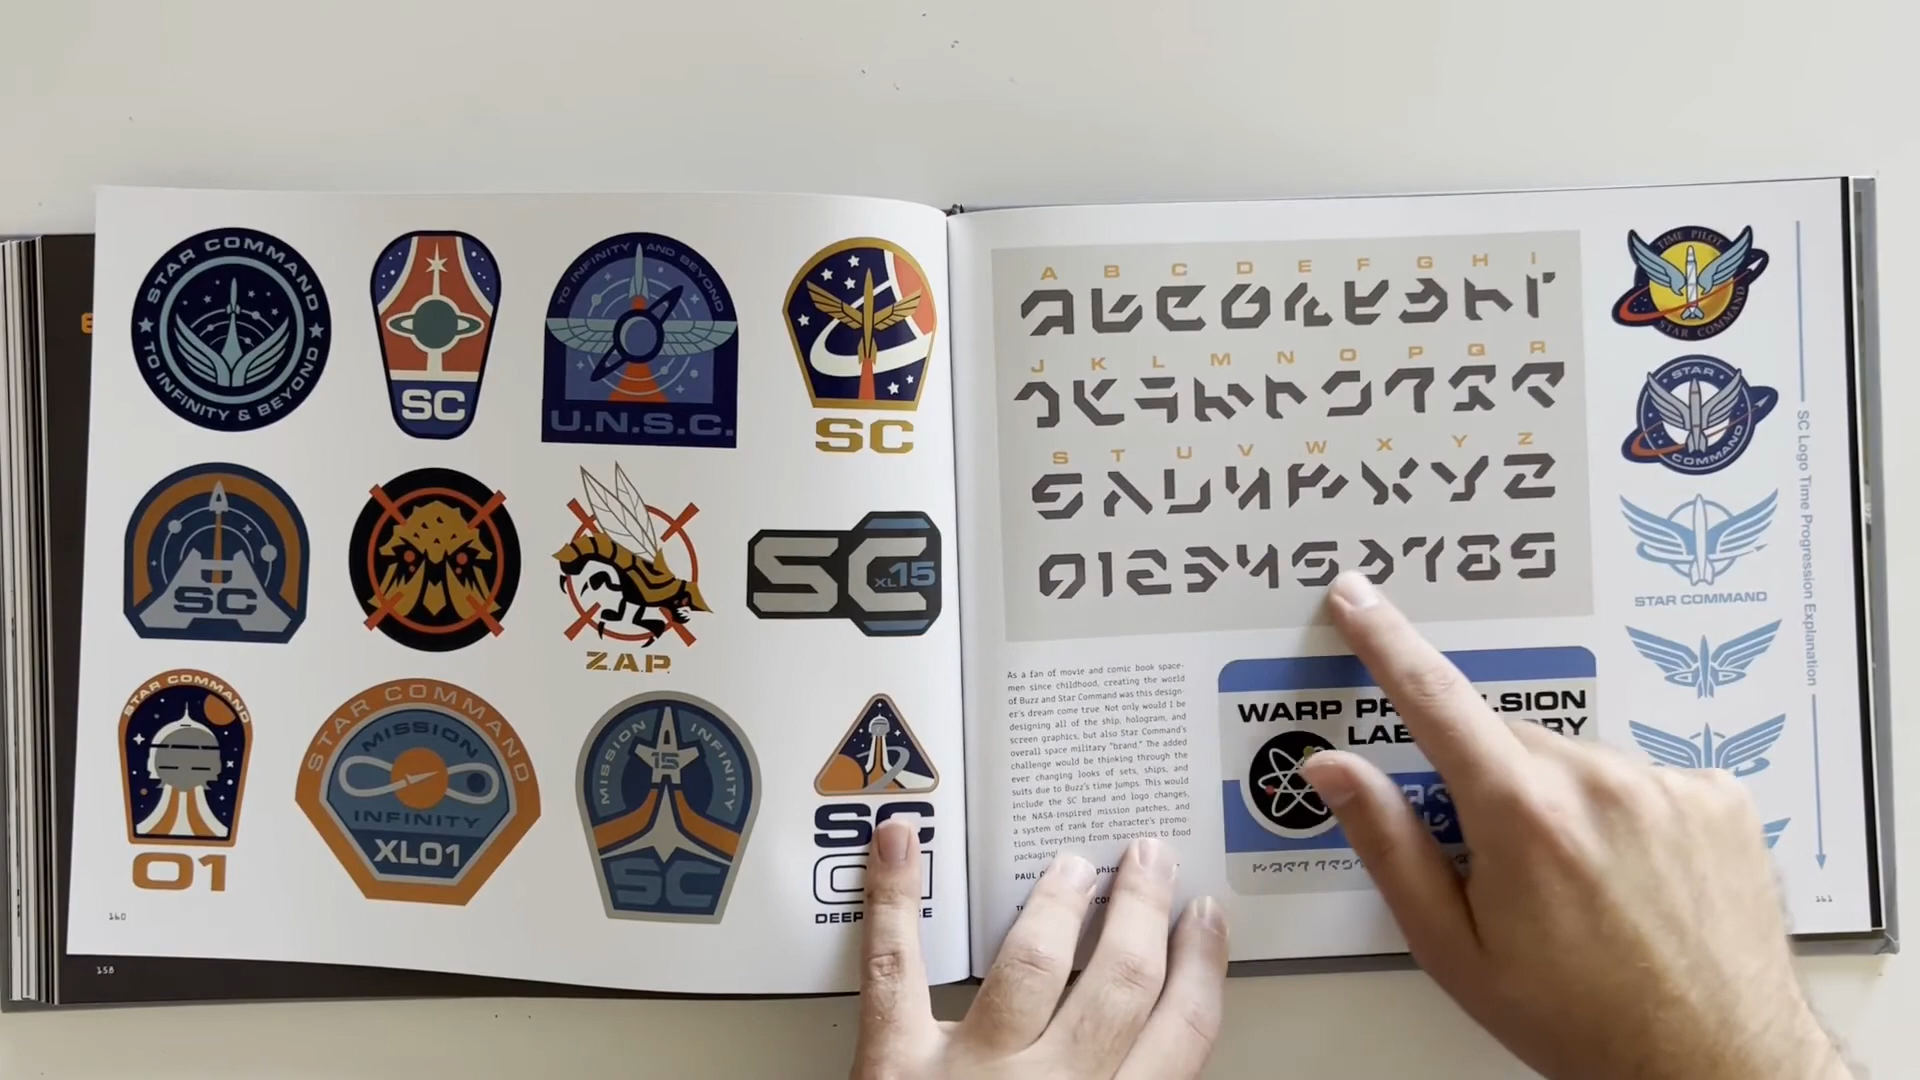 STAR COMMAND
TO INFINITY & BEYOND
SC
TO INFINITY AND BEYOND
U.N.S.C.
SC
SC
Z.A.P.
SC XL15
STAR COMMAND
01
STAR COMMAND
MISSION
INFINITY
XL01
MISSION INFINITY
15
SC
SC
01
160
158
A B C D E F G H I
J K L M N O P Q R
S T U V W X Y Z
0123456789
As a fan of movie and comic book space-
men since childhood, creating the world
of Buzz and Star Command was this design-
er's dream come true. Not only would I be
designing all of the ship, hologram, and
screen graphics, but also Star Command's
overall space military "brand." The added
challenge would be thinking through the
ever changing looks of sets, ships, and
suits due to Buzz's time jumps. This would
include the SC brand and logo changes,
the NASA-inspired mission patches, and
a system of rank for character's promo-
tions. Everything from spaceships to food
packaging!
PAUL
WARP
TIME PILOT
STAR COMMAND
STAR
COMMAND
STAR COMMAND
SC Logo Time Progression Explanation
161